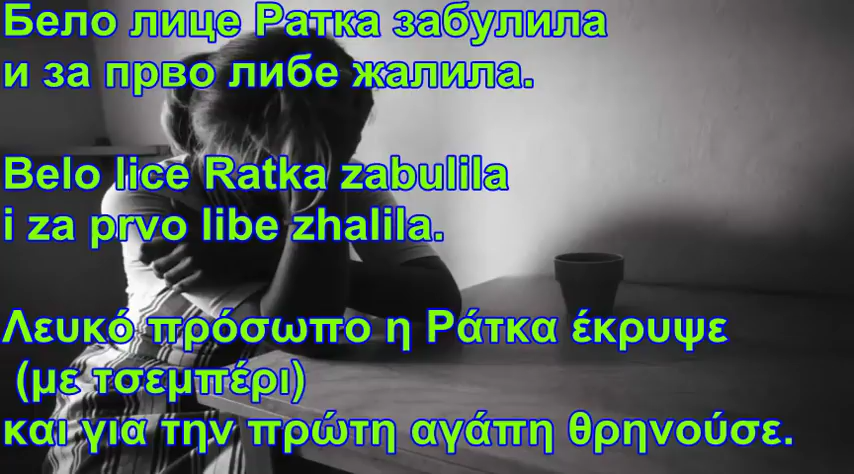 Бело лице Ратка забулила
и за прво либе жалила.
Belo lice Ratka zabulila
i za prvo libe zhalila.
Λευκό πρόσωπο η Ράτκα έκρυψε
(με τσεμπέρι)
και για την πρώτη αγάπη θρηνούσε.